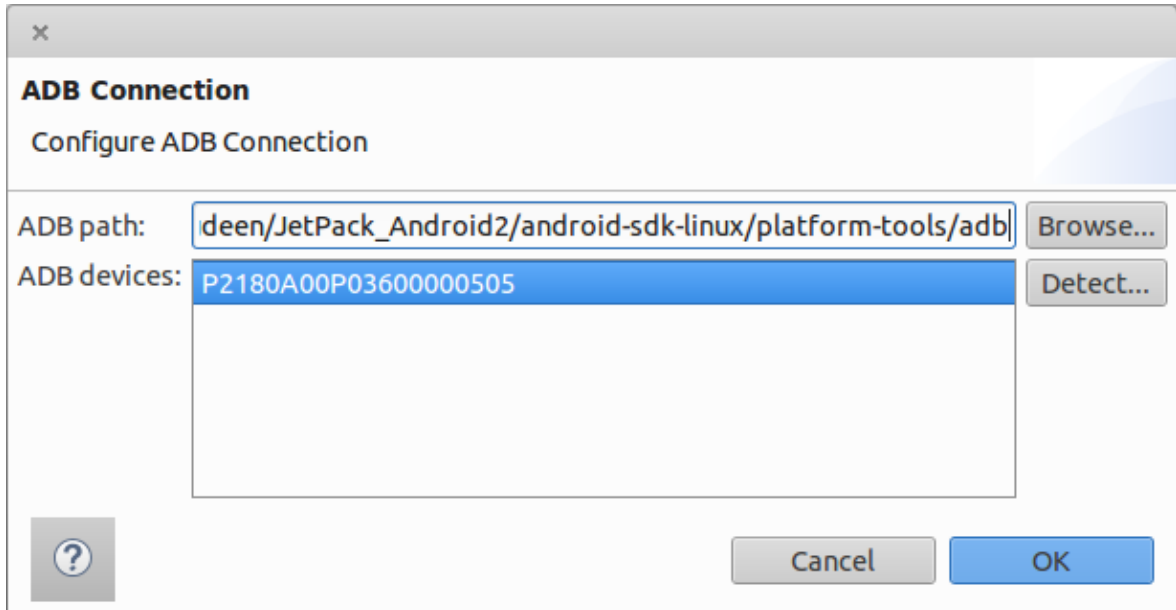 ADB Connection
Configure ADB Connection
ADB path: deen/JetPack_Android2/android-sdk-linux/platform-tools/adb Browse...
ADB devices: P2180A00P03600000505 Detect...
? Cancel OK